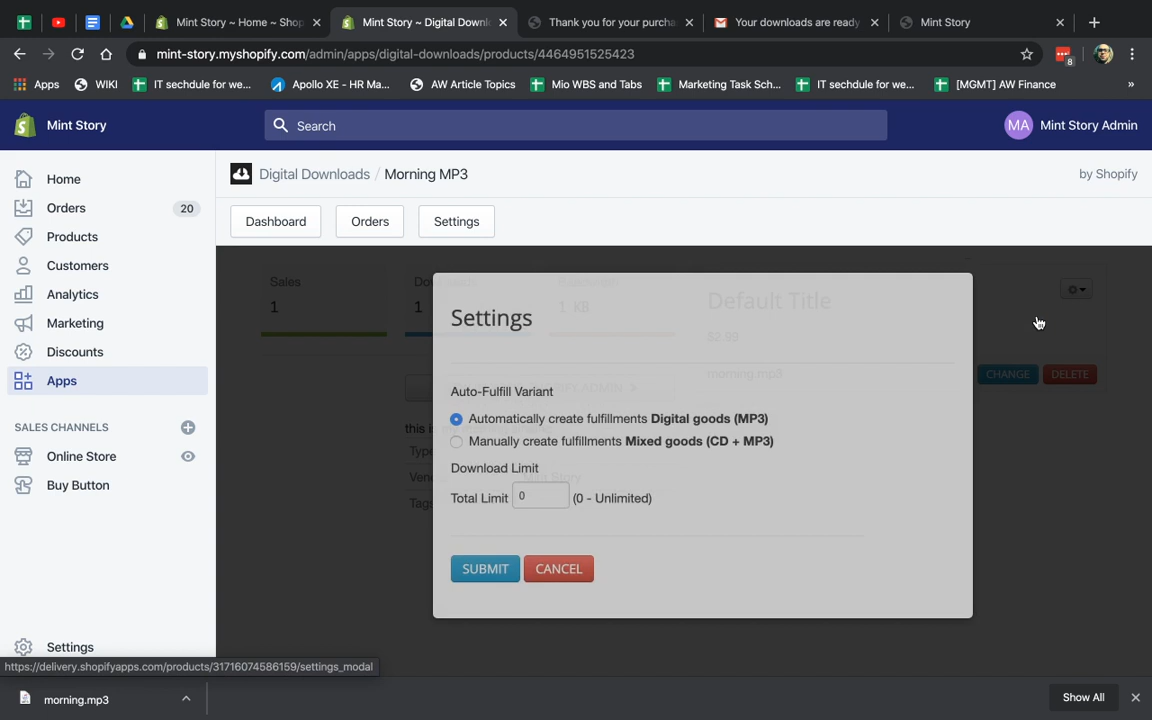 Mint Story ~ Home ~ Shop
Mint Story ~ Digital Downl
Thank you for your purcha
Your downloads are ready
Mint Story
mint-story.myshopify.com/admin/apps/digital-downloads/products/4464951525423
8
Apps
WIKI
IT sechdule for we...
Apollo XE - HR Ma...
AW Article Topics
Mio WBS and Tabs
Marketing Task Sch...
IT sechdule for we...
[MGMT] AW Finance
»
Mint Story
Search
MA
Mint Story Admin
Home
Orders
20
Products
Customers
Analytics
Marketing
Discounts
Apps
SALES CHANNELS
Online Store
Buy Button
Settings
Digital Downloads / Morning MP3
by Shopify
Dashboard
Orders
Settings
Sales
1
1
1 KB
Default Title
$2.99
morning mp3
CHANGE
DELETE
Settings
Auto-Fulfill Variant
Automatically create fulfillments Digital goods (MP3)
Manually create fulfillments Mixed goods (CD + MP3)
Download Limit
Total Limit 0 (0 - Unlimited)
SUBMIT
CANCEL
https://delivery.shopifyapps.com/products/31716074586159/settings_modal
morning.mp3
Show All